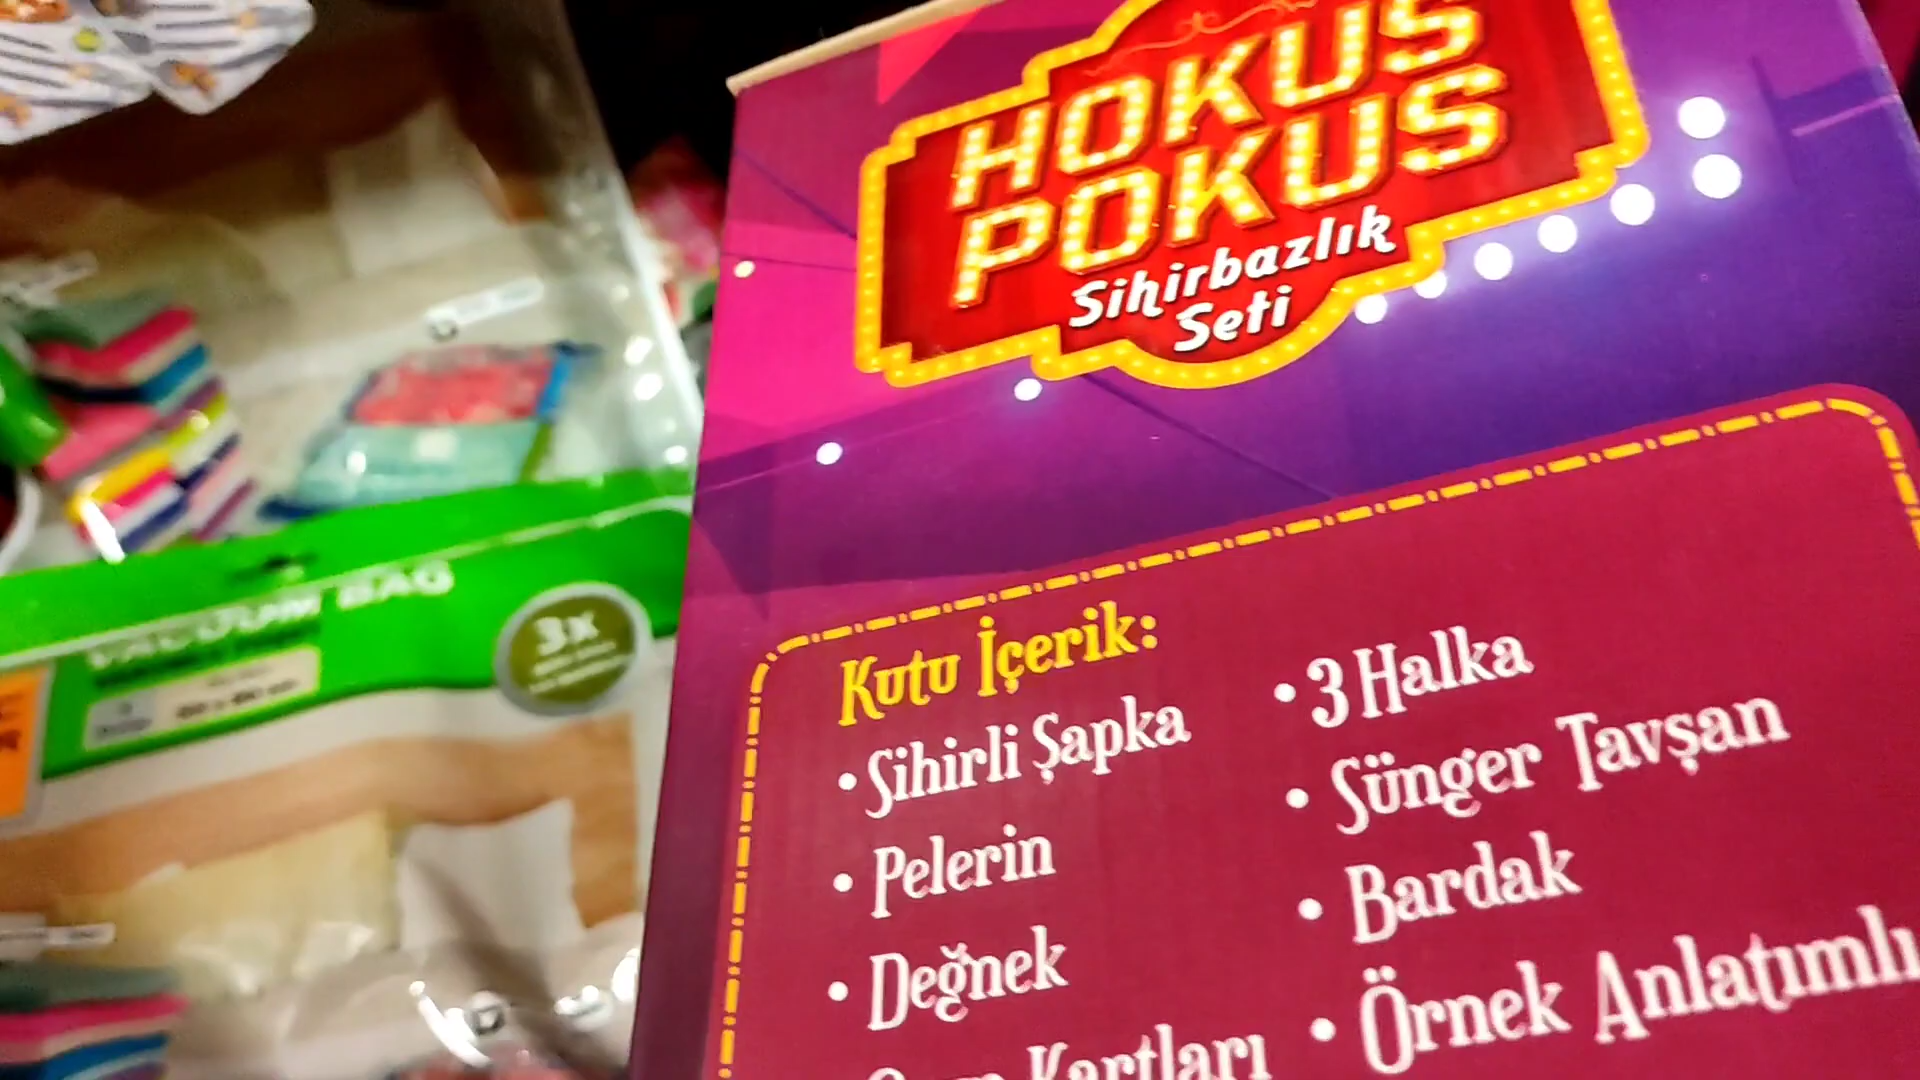 HOKUS
POKUS
Sihirbazlık
Seti
Kutu İçerik:
• Sihirli Şapka
• Pelerin
• Değnek
Kartları
• 3 Halka
• Sünger Tavşan
• Bardak
• Örnek Anlatımlı
VACUUM BAG
3x